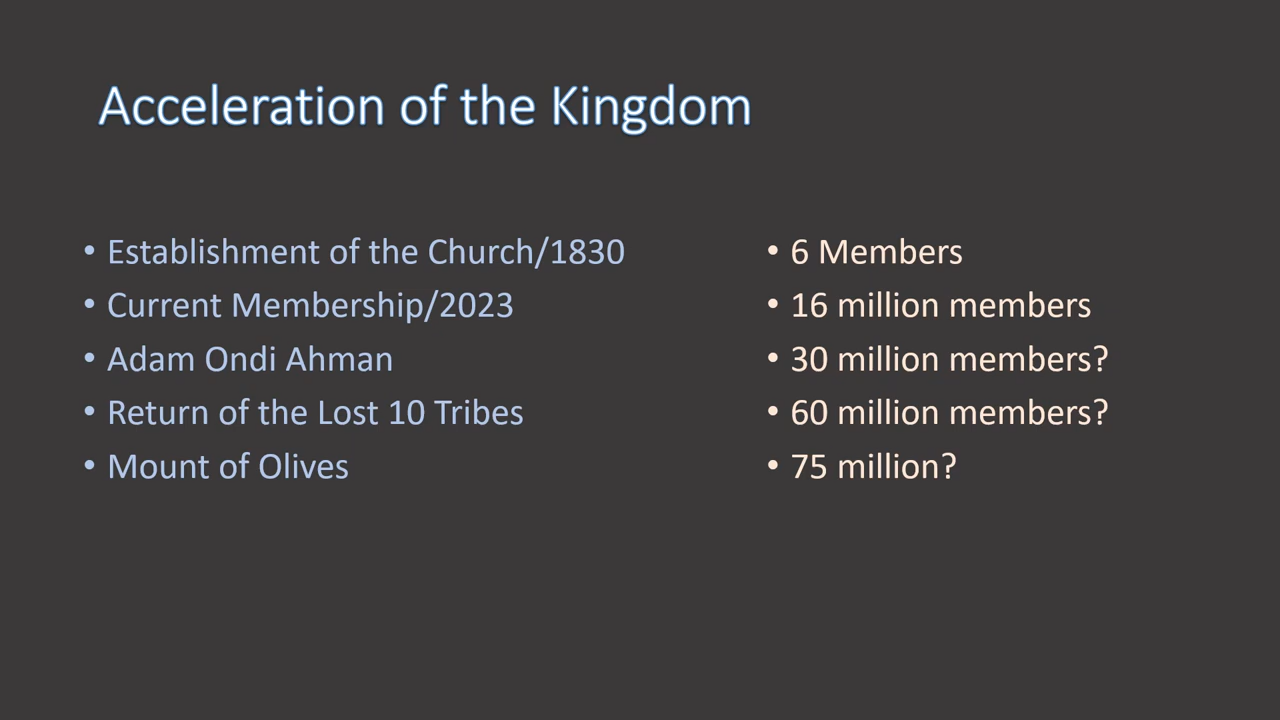 Acceleration of the Kingdom
• Establishment of the Church/1830
• Current Membership/2023
• Adam Ondi Ahman
• Return of the Lost 10 Tribes
• Mount of Olives
• 6 Members
• 16 million members
• 30 million members?
• 60 million members?
• 75 million?